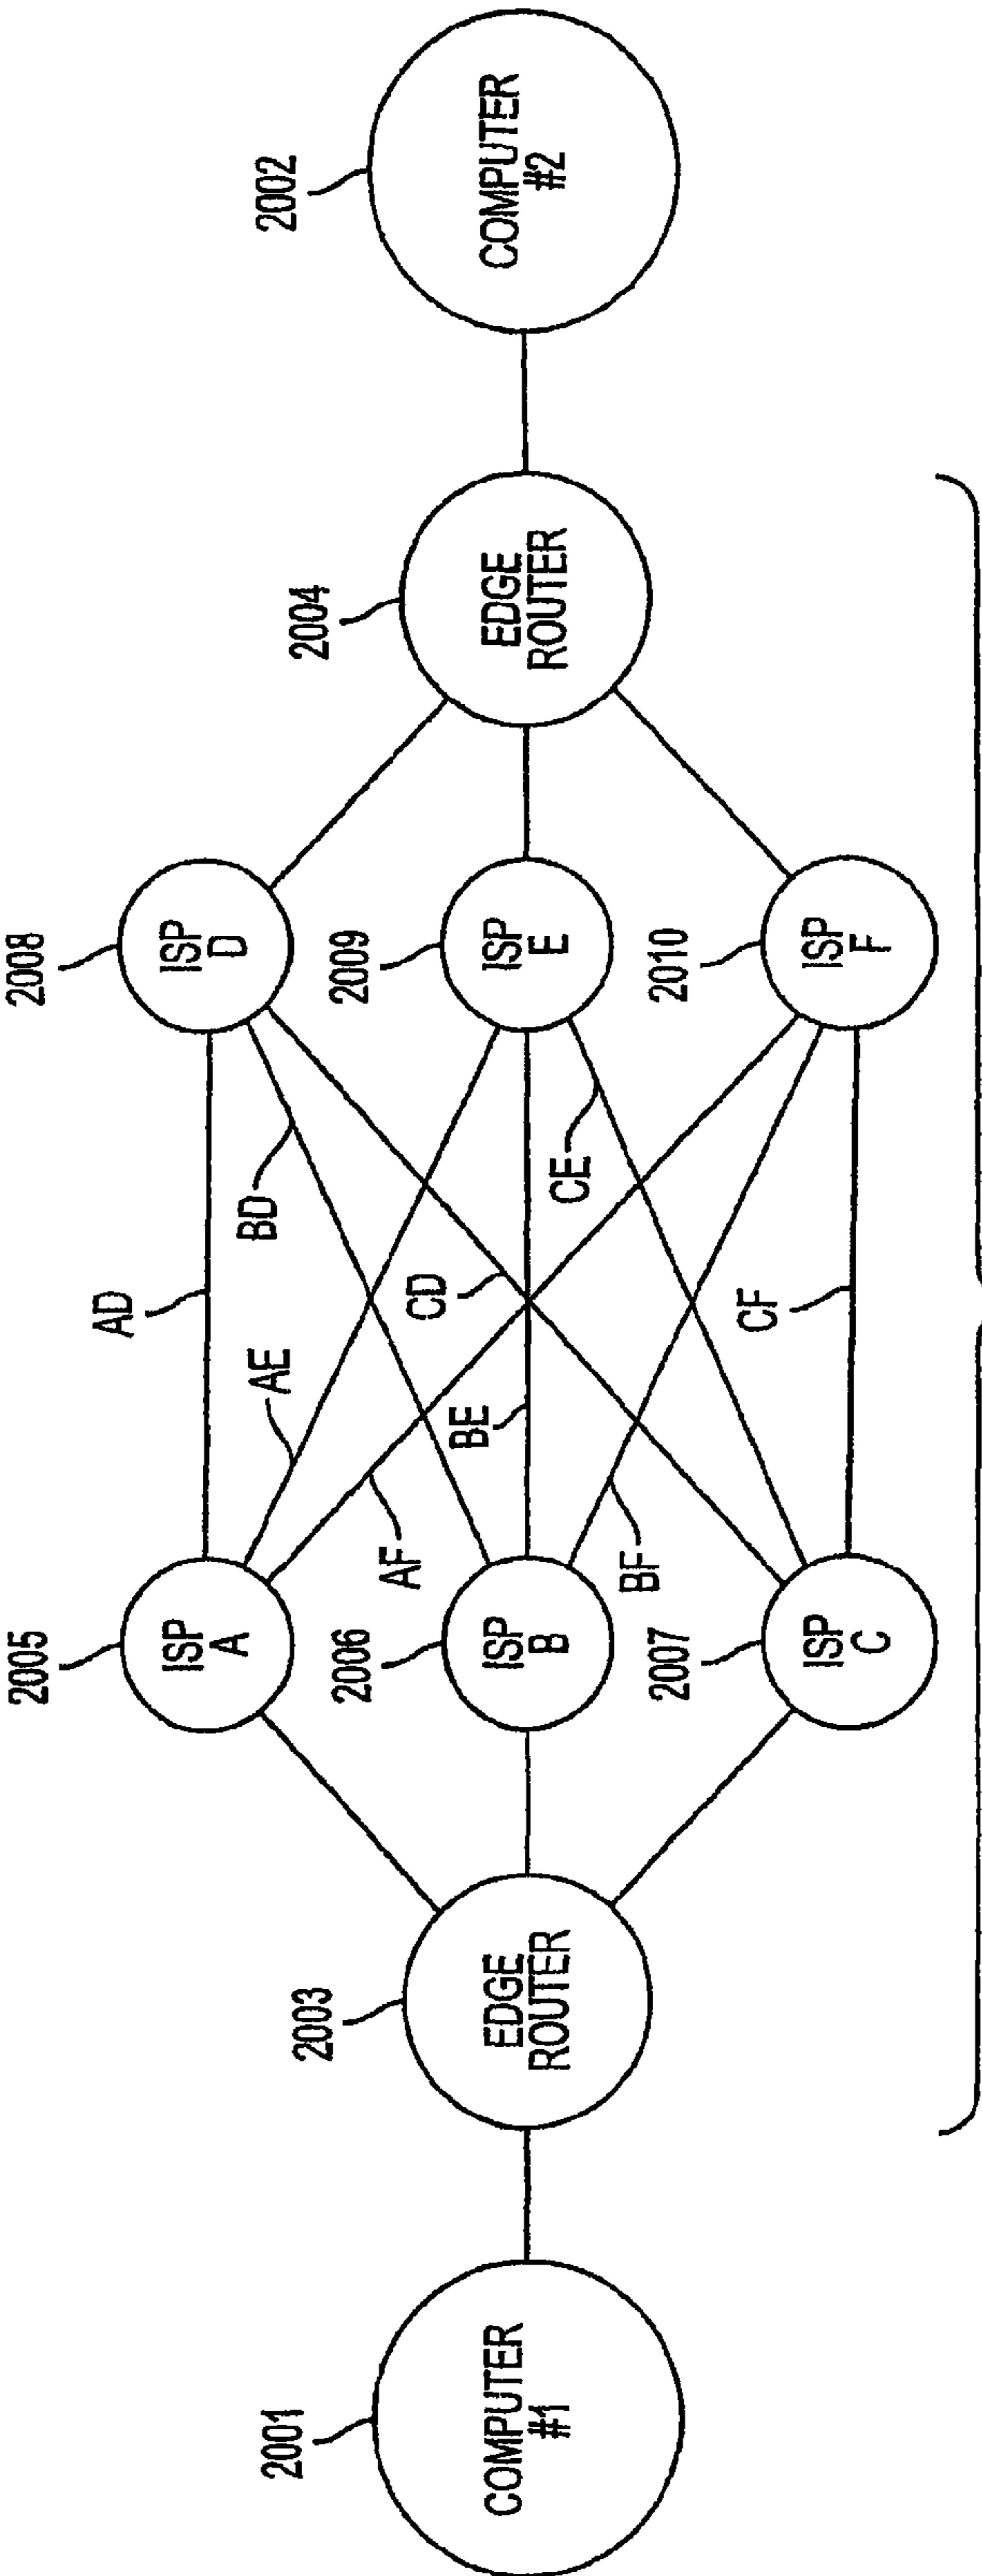 2001
COMPUTER
#1
2003
EDGE
ROUTER
2005
ISP
A
2006
ISP
B
2007
ISP
C
AD
AE
BD
AF
CD
BE
BF
CE
CF
2008
ISP
D
2009
ISP
E
2010
ISP
F
2004
EDGE
ROUTER
2002
COMPUTER
#2